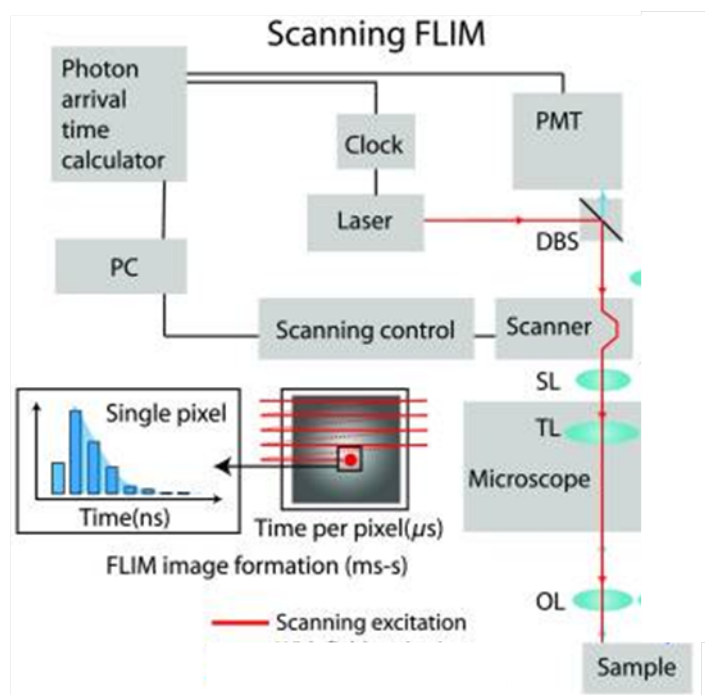 Scanning FLIM
Photon
arrival
time
calculator
PMT
Clock
Laser
DBS
PC
Scanning control
Scanner
SL
TL
Microscope
Single pixel
Time(ns)
Time per pixel(µs)
FLIM image formation (ms-s)
OL
Scanning excitation
Sample